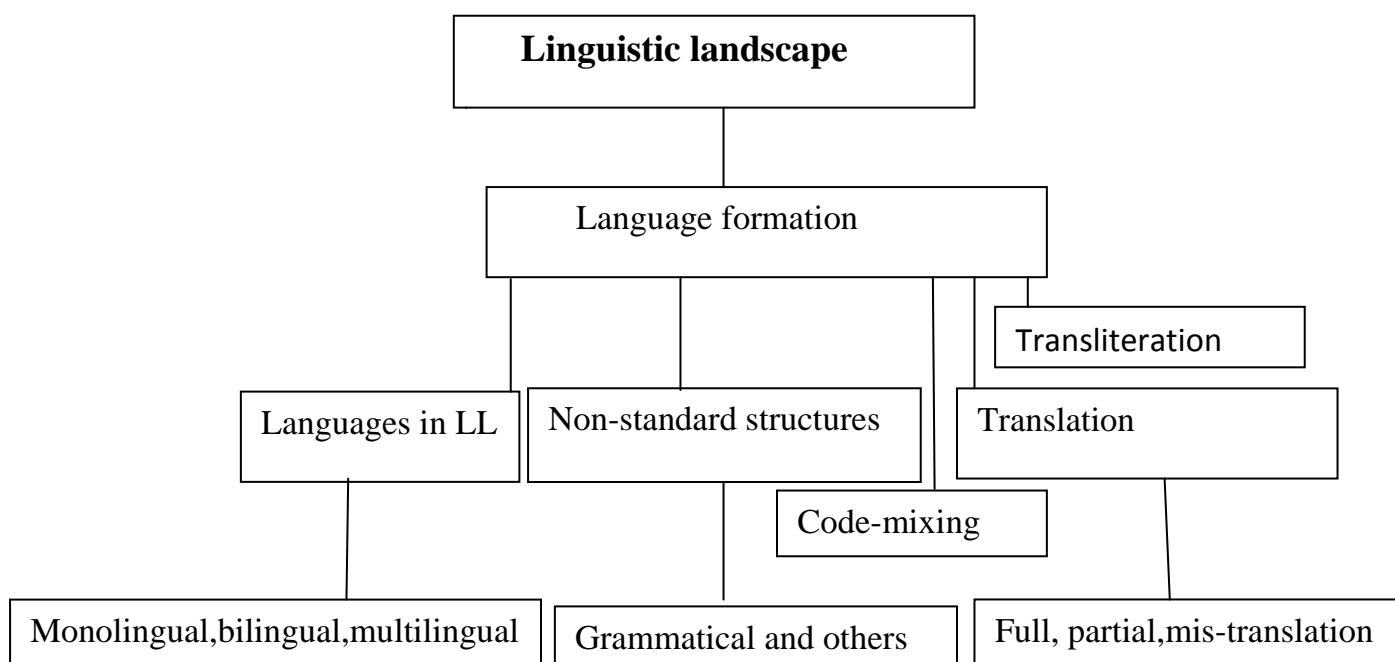 Linguistic landscape
Language formation
Transliteration
Languages in LL
Non-standard structures
Translation
Code-mixing
Monolingual,bilingual,multilingual
Grammatical and others
Full, partial,mis-translation